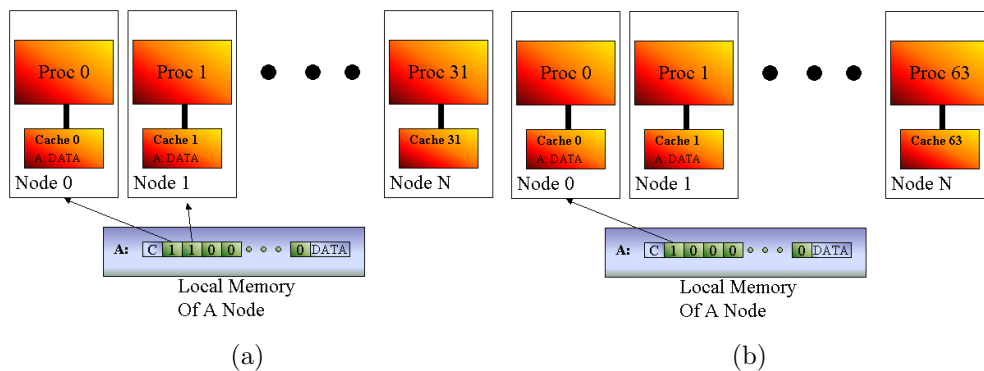 Proc 0
Cache 0
A: DATA
Node 0
Proc 1
Cache 1
A: DATA
Node 1
Proc 31
Cache 31
Node N
A: C 1 1 0 0 0 DATA
Local Memory
Of A Node
(a)
Proc 0
Cache 0
A: DATA
Node 0
Proc 1
Cache 1
A: DATA
Node 1
Proc 63
Cache 63
Node N
A: C 1 0 0 0 0 DATA
Local Memory
Of A Node
(b)